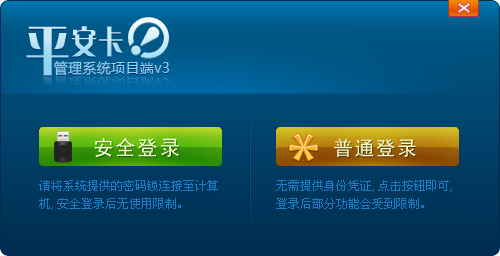 平安卡
管理系统项目端v3
安全登录
请将系统提供的密码锁连接至计算
机, 安全登录后无使用限制。
普通登录
无需提供身份凭证, 点击按钮即可,
登录后部分功能会受到限制。